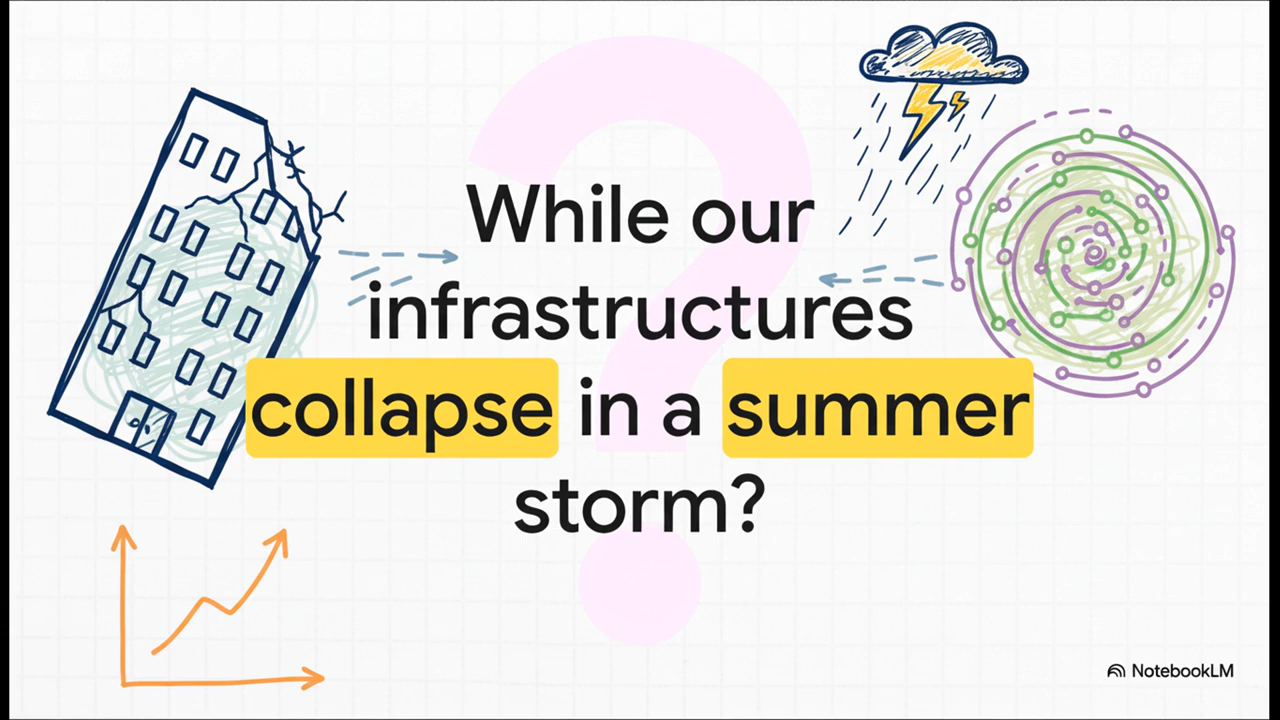 While our
infrastructures
collapse in a summer
storm?
NotebookLM